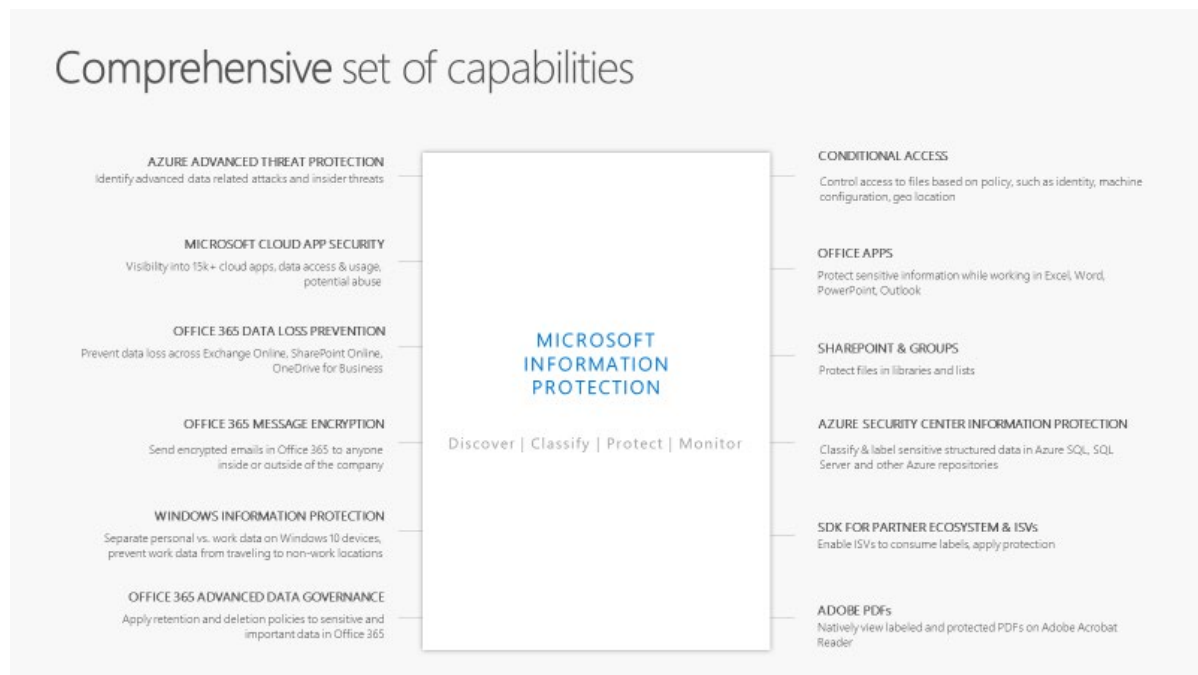 Comprehensive set of capabilities
AZURE ADVANCED THREAT PROTECTION
Identify advanced data related attacks and insider threats
MICROSOFT CLOUD APP SECURITY
Visibility into 15k+ cloud apps, data access & usage,
potential abuse
OFFICE 365 DATA LOSS PREVENTION
Prevent data loss across Exchange Online, SharePoint Online,
OneDrive for Business
OFFICE 365 MESSAGE ENCRYPTION
Send encrypted emails in Office 365 to anyone
inside or outside of the company
WINDOWS INFORMATION PROTECTION
Separate personal vs. work data on Windows 10 devices,
prevent work data from traveling to non-work locations
OFFICE 365 ADVANCED DATA GOVERNANCE
Apply retention and deletion policies to sensitive and
important data in Office 365
MICROSOFT
INFORMATION
PROTECTION
Discover | Classify | Protect | Monitor
CONDITIONAL ACCESS
Control access to files based on policy, such as identity, machine
configuration, geo location
OFFICE APPS
Protect sensitive information while working in Excel, Word,
PowerPoint, Outlook
SHAREPOINT & GROUPS
Protect files in libraries and lists
AZURE SECURITY CENTER INFORMATION PROTECTION
Classify & label sensitive structured data in Azure SQL, SQL
Server and other Azure repositories
SDK FOR PARTNER ECOSYSTEM & ISVs
Enable ISVs to consume labels, apply protection
ADOBE PDFs
Natively view labeled and protected PDFs on Adobe Acrobat
Reader